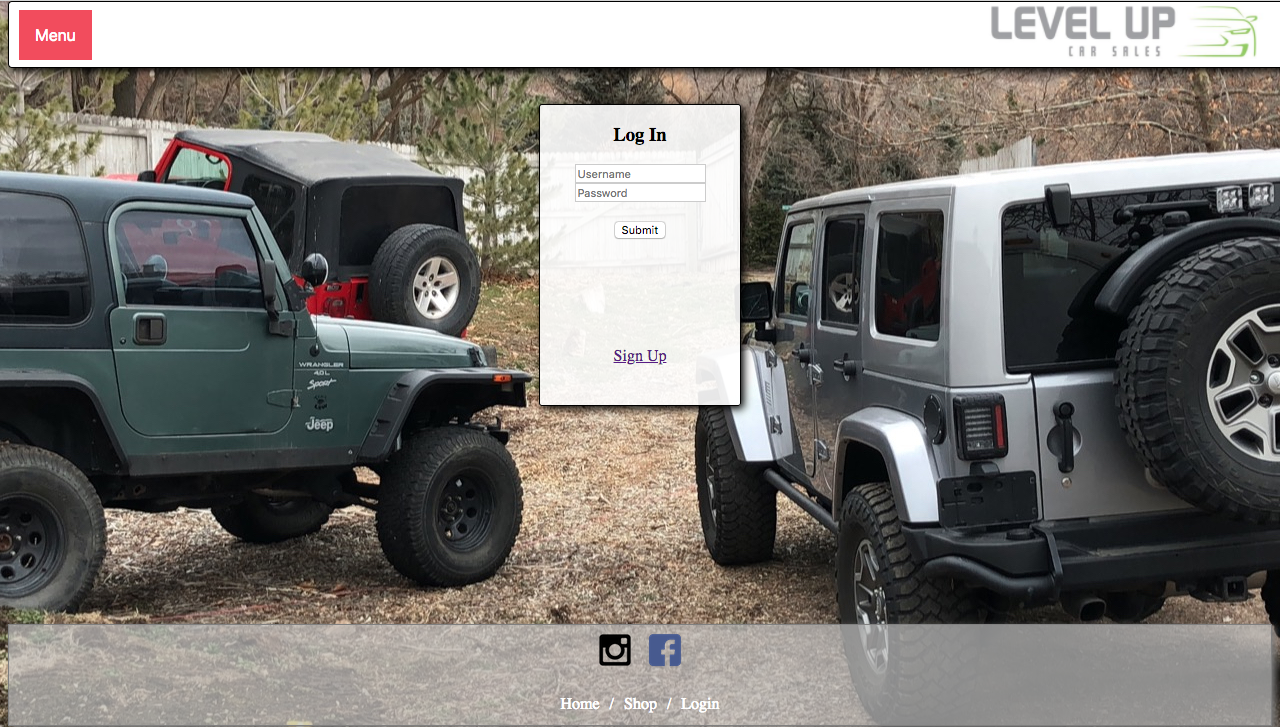 Menu
LEVEL UP
CAR SALES
Log In
Username
Password
Submit
Sign Up
WRANGLER
4.0 L
Sport
Jeep
Home / Shop / Login